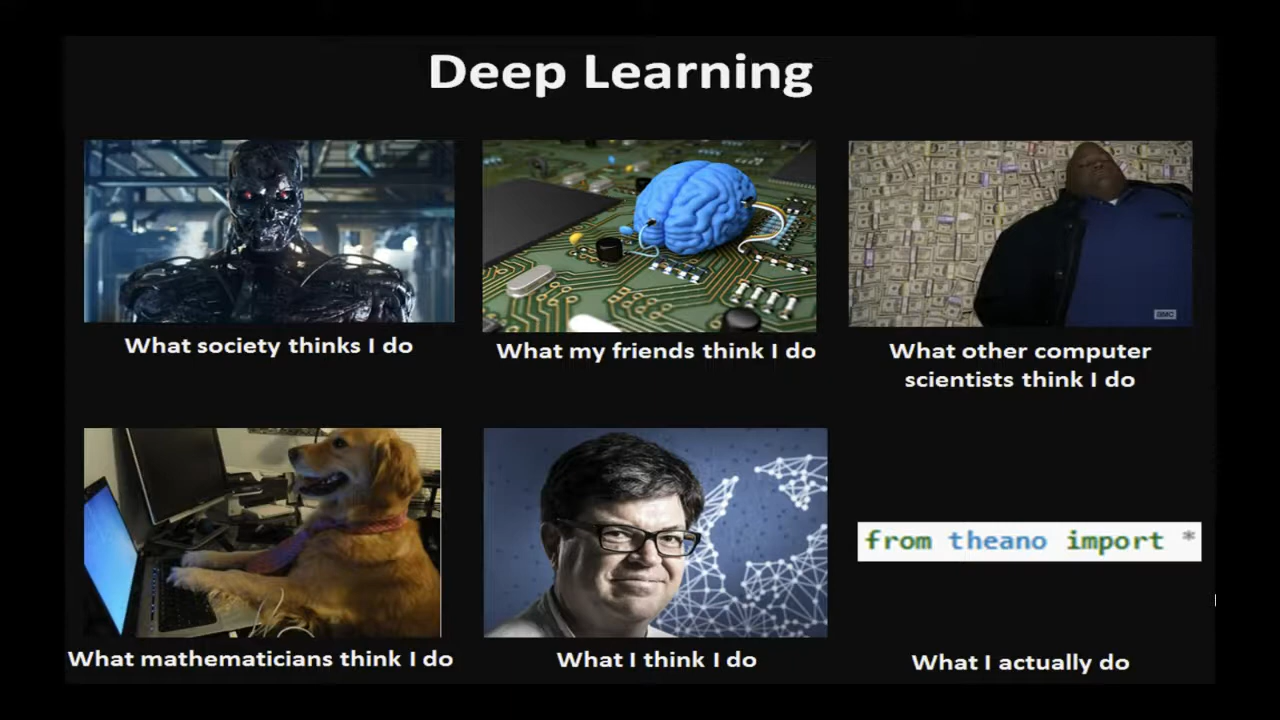 Deep Learning
What society thinks I do
What my friends think I do
AMC
What other computer
scientists think I do
from theano import *
What mathematicians think I do
What I think I do
What I actually do